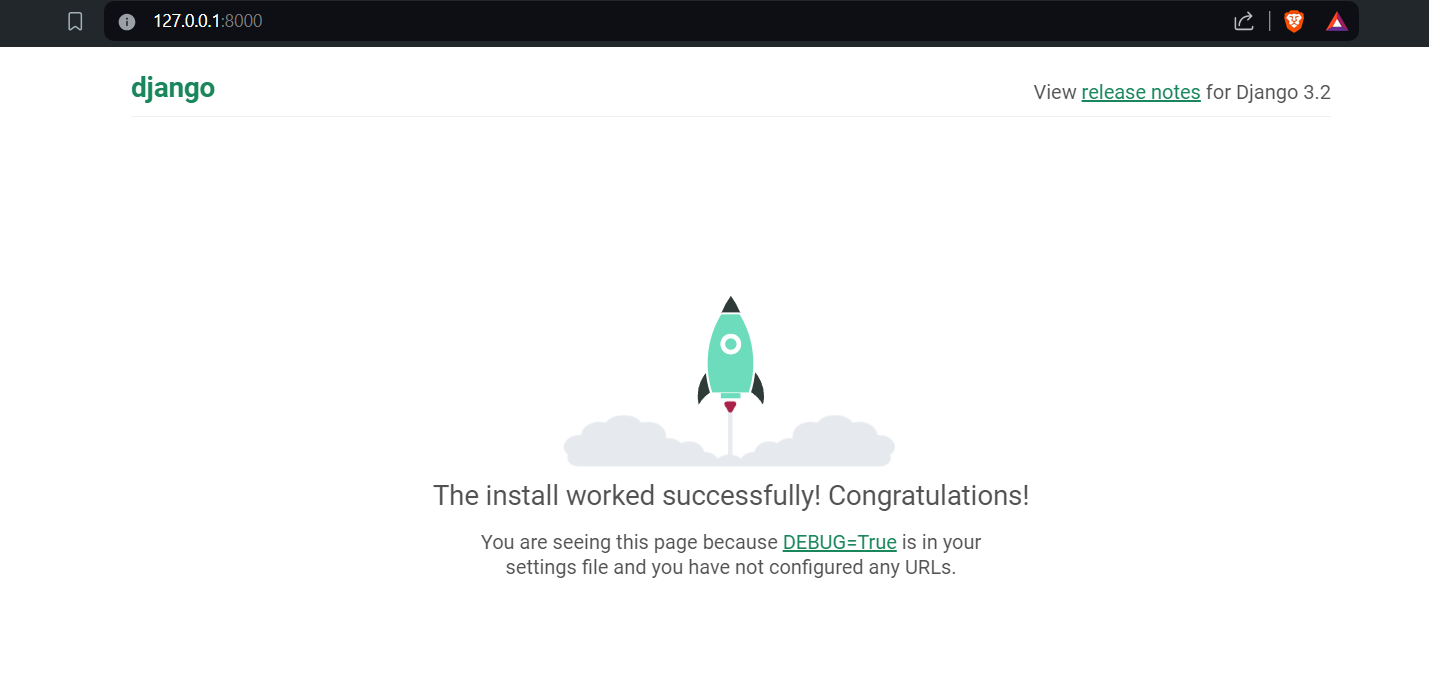 127.0.0.1:8000
django
View release notes for Django 3.2
The install worked successfully! Congratulations!
You are seeing this page because DEBUG=True is in your
settings file and you have not configured any URLs.